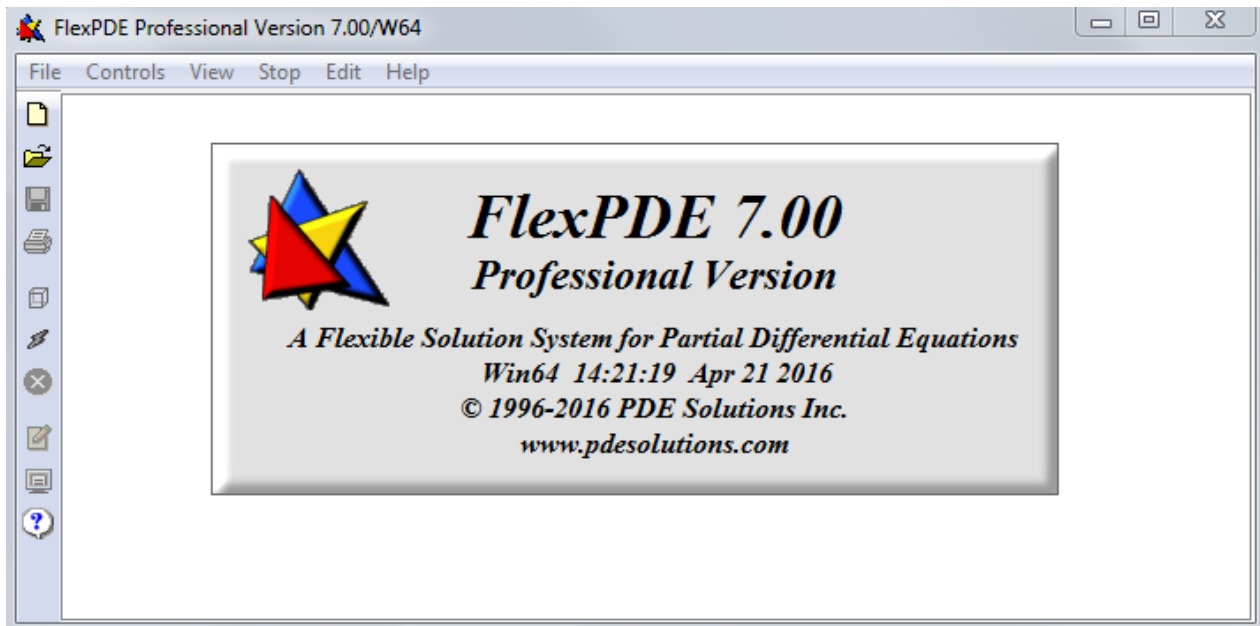 FlexPDE Professional Version 7.00/W64
File Controls View Stop Edit Help
FlexPDE 7.00
Professional Version
A Flexible Solution System for Partial Differential Equations
Win64 14:21:19 Apr 21 2016
© 1996-2016 PDE Solutions Inc.
www.pdesolutions.com
?